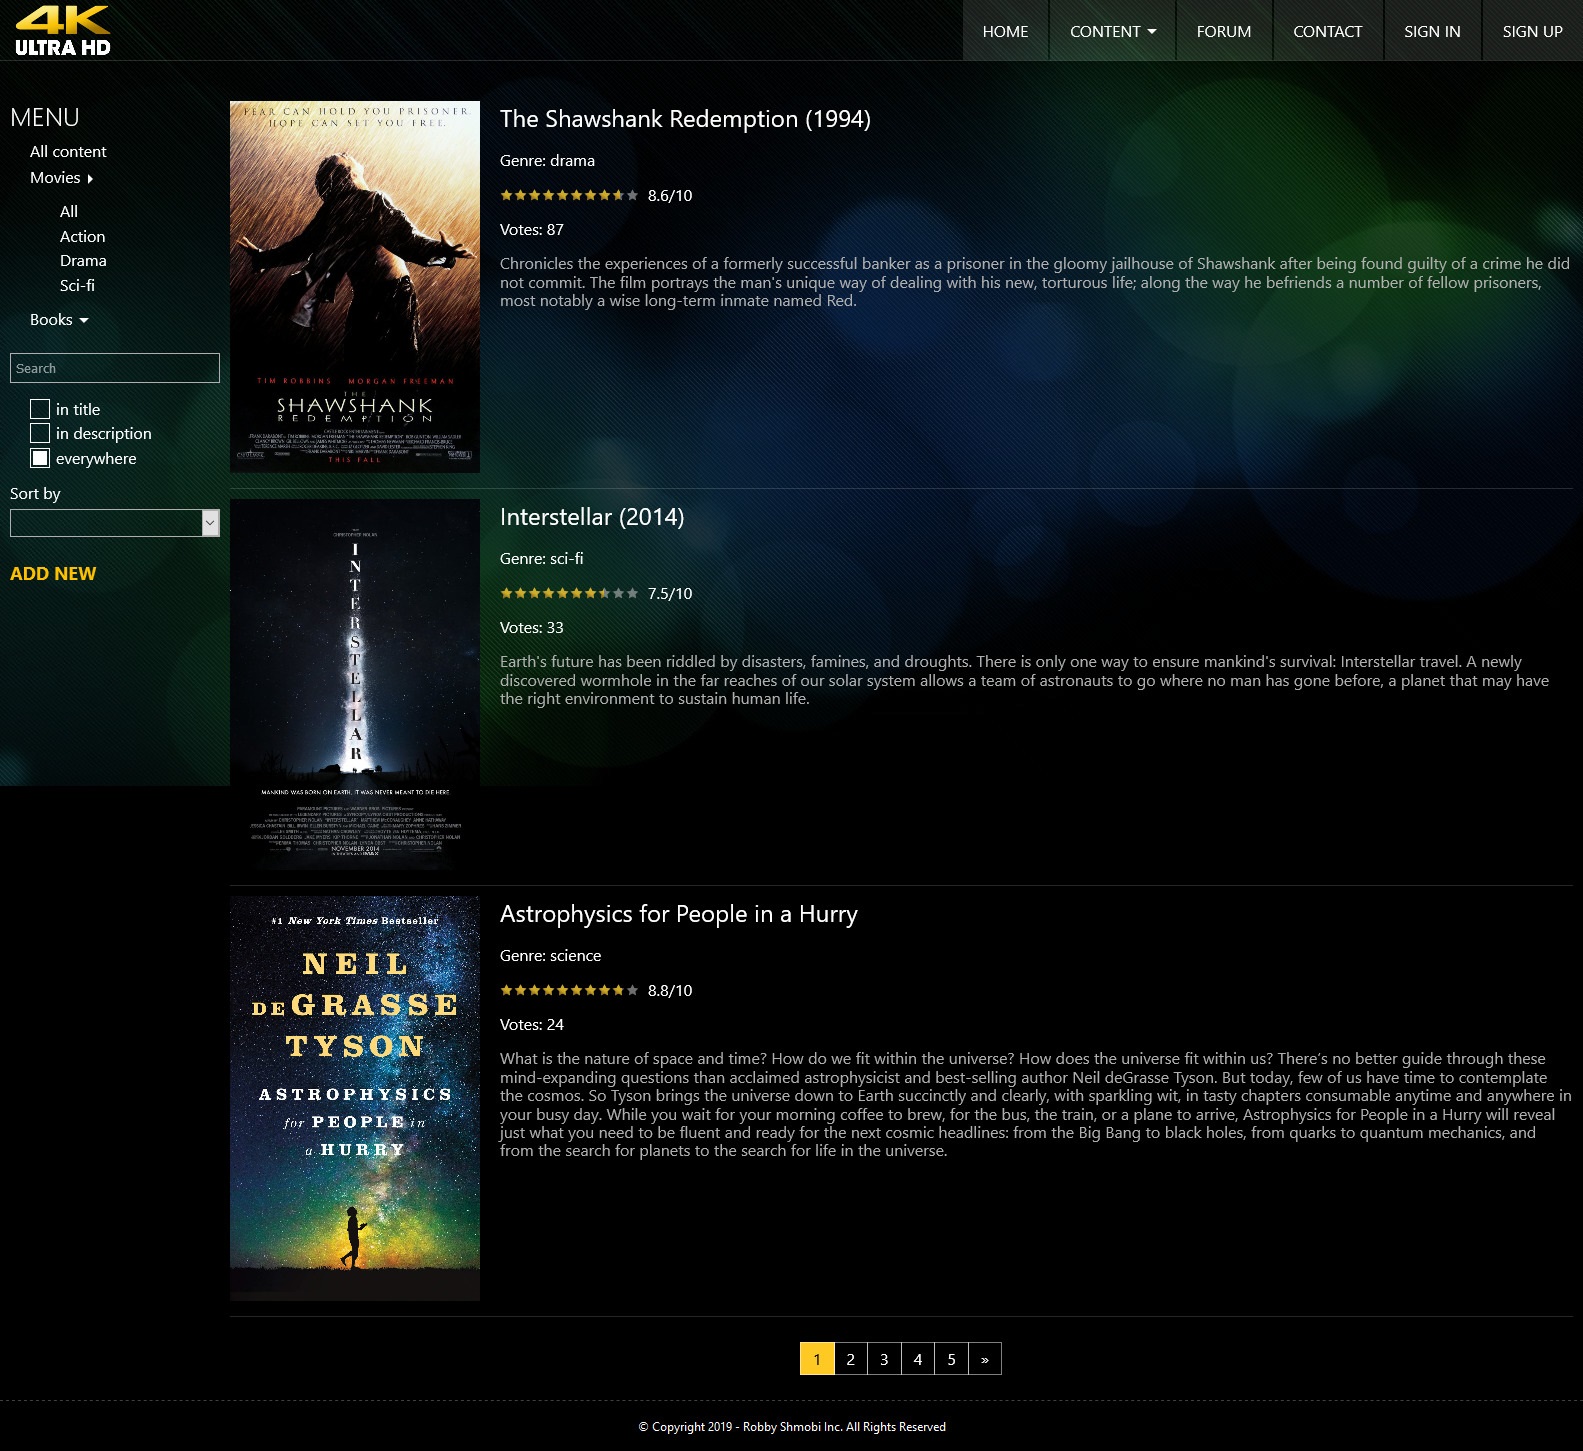 4K
ULTRA HD
HOME
CONTENT
FORUM
CONTACT
SIGN IN
SIGN UP
MENU
All content
Movies
All
Action
Drama
Sci-fi
Books
Search
in title
in description
everywhere
Sort by
ADD NEW
FEAR CAN HOLD YOU PRISONER.
HOPE CAN SET YOU FREE.
TIM ROBBINS MORGAN FREEMAN
THE
SHAWSHANK
REDEMPTION
THIS FALL
The Shawshank Redemption (1994)
Genre: drama
8.6/10
Votes: 87
Chronicles the experiences of a formerly successful banker as a prisoner in the gloomy jailhouse of Shawshank after being found guilty of a crime he did
not commit. The film portrays the man's unique way of dealing with his new, torturous life; along the way he befriends a number of fellow prisoners,
most notably a wise long-term inmate named Red.
CHRISTOPHER NOLAN
INTERSTELLAR
MANKIND WAS BORN ON EARTH, IT WAS NEVER MEANT TO DIE HERE
NOVEMBER 2014
Interstellar (2014)
Genre: sci-fi
7.5/10
Votes: 33
Earth's future has been riddled by disasters, famines, and droughts. There is only one way to ensure mankind's survival: Interstellar travel. A newly
discovered wormhole in the far reaches of our solar system allows a team of astronauts to go where no man has gone before, a planet that may have
the right environment to sustain human life.
#1 New York Times Bestseller
NEIL
DEGRASSE
TYSON
ASTROPHYSICS
for PEOPLE in
a HURRY
Astrophysics for People in a Hurry
Genre: science
8.8/10
Votes: 24
What is the nature of space and time? How do we fit within the universe? How does the universe fit within us? There’s no better guide through these
mind-expanding questions than acclaimed astrophysicist and best-selling author Neil deGrasse Tyson. But today, few of us have time to contemplate
the cosmos. So Tyson brings the universe down to Earth succinctly and clearly, with sparkling wit, in tasty chapters consumable anytime and anywhere in
your busy day. While you wait for your morning coffee to brew, for the bus, the train, or a plane to arrive, Astrophysics for People in a Hurry will reveal
just what you need to be fluent and ready for the next cosmic headlines: from the Big Bang to black holes, from quarks to quantum mechanics, and
from the search for planets to the search for life in the universe.
1 2 3 4 5 »
© Copyright 2019 - Robby Shmobi Inc. All Rights Reserved